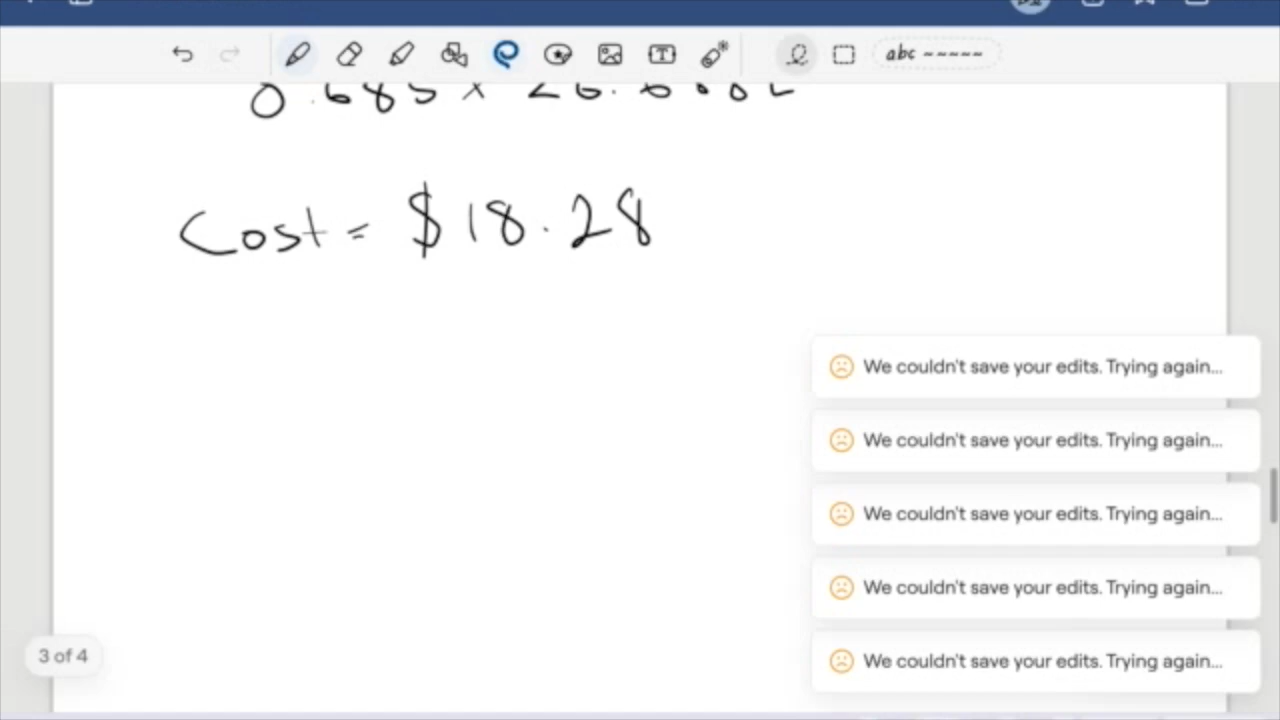 abc ~~~~~
Cost = $18.28
We couldn't save your edits. Trying again...
We couldn't save your edits. Trying again...
We couldn't save your edits. Trying again...
We couldn't save your edits. Trying again...
We couldn't save your edits. Trying again...
3 of 4